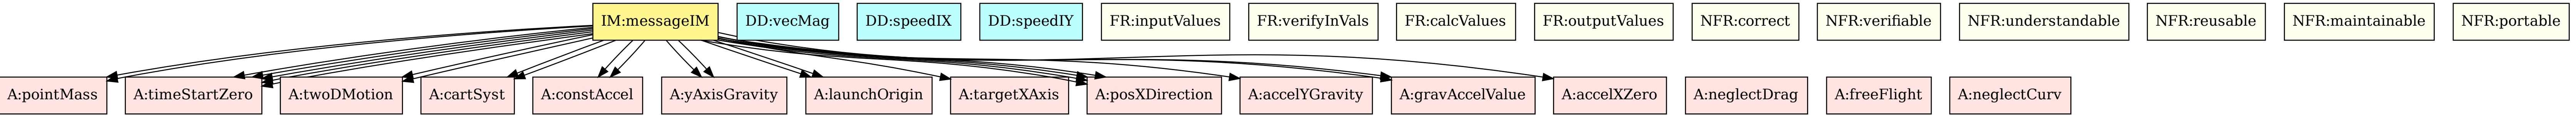 IM:messageIM
DD:vecMag
DD:speedIX
DD:speedIY
FR:inputValues
FR:verifyInVals
FR:calcValues
FR:outputValues
NFR:correct
NFR:verifiable
NFR:understandable
NFR:reusable
NFR:maintainable
NFR:portable
A:pointMass
A:timeStartZero
A:twoDMotion
A:cartSyst
A:constAccel
A:yAxisGravity
A:launchOrigin
A:targetXAxis
A:posXDirection
A:accelYGravity
A:gravAccelValue
A:accelXZero
A:neglectDrag
A:freeFlight
A:neglectCurv